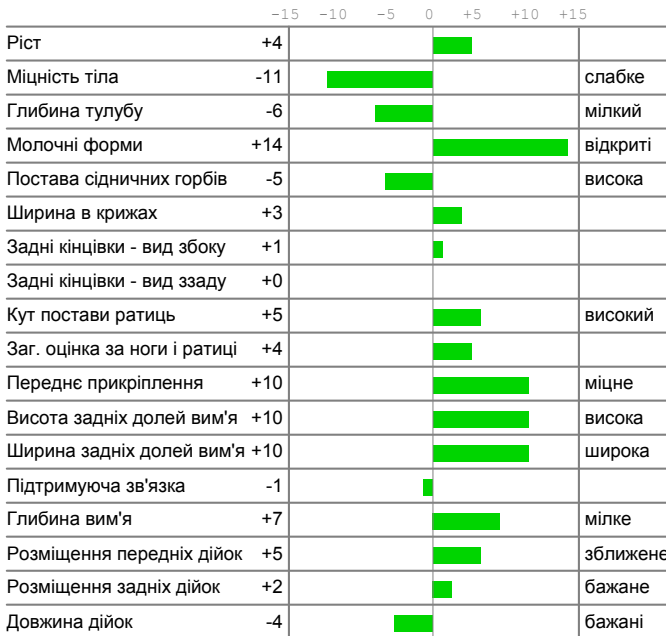 -15 -10 -5 0 +5 +10 +15
Ріст +4
Міцність тіла -11 слабке
Глибина тулубу -6 мілкий
Молочні форми +14 відкриті
Постава сідничних горбів -5 висока
Ширина в крижах +3
Задні кінцівки - вид збоку +1
Задні кінцівки - вид ззаду +0
Кут постави ратиць +5 високий
Заг. оцінка за ноги і ратиці +4
Переднє прикріплення +10 міцне
Висота задніх долей вим'я +10 висока
Ширина задніх долей вим'я +10 широка
Підтримуюча зв'язка -1
Глибина вим'я +7 мілке
Розміщення передніх дійок +5 зближене
Розміщення задніх дійок +2 бажане
Довжина дійок -4 бажані